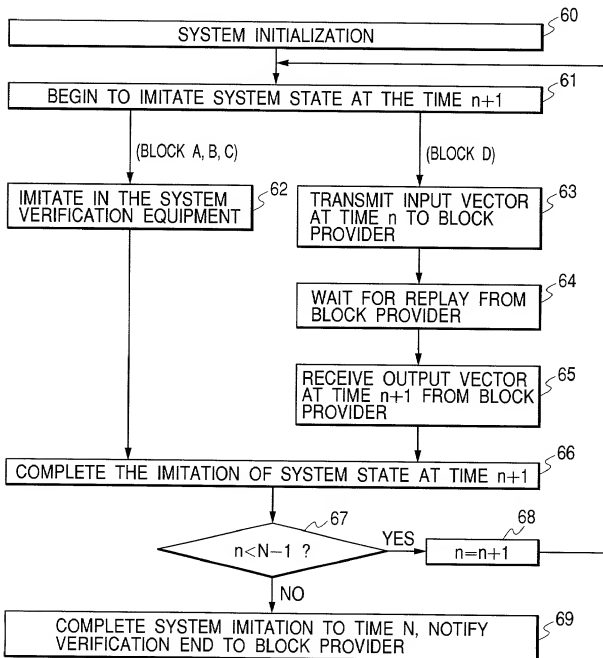 60
SYSTEM INITIALIZATION
61
BEGIN TO IMITATE SYSTEM STATE AT THE TIME n+1
(BLOCK A, B, C)
(BLOCK D)
62
IMITATE IN THE SYSTEM
VERIFICATION EQUIPMENT
63
TRANSMIT INPUT VECTOR
AT TIME n TO BLOCK
PROVIDER
64
WAIT FOR REPLAY FROM
BLOCK PROVIDER
65
RECEIVE OUTPUT VECTOR
AT TIME n+1 FROM BLOCK
PROVIDER
66
COMPLETE THE IMITATION OF SYSTEM STATE AT TIME n+1
67
n<N-1 ?
YES
68
n=n+1
NO
69
COMPLETE SYSTEM IMITATION TO TIME N, NOTIFY
VERIFICATION END TO BLOCK PROVIDER